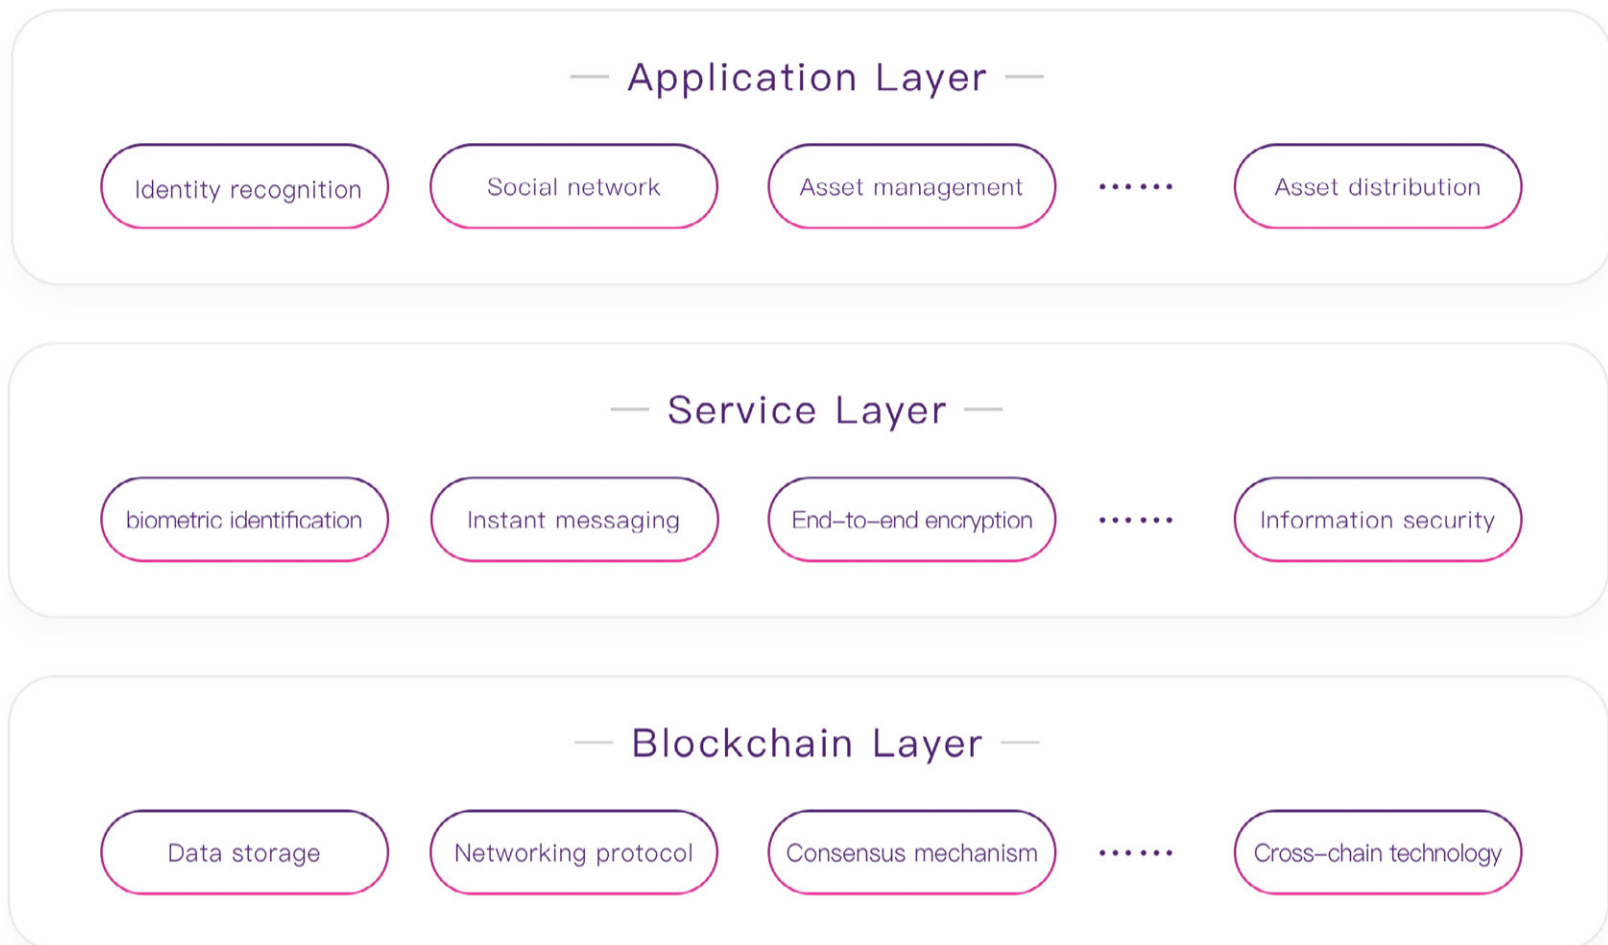 — Application Layer —
Identity recognition
Social network
Asset management
......
Asset distribution
— Service Layer —
biometric identification
Instant messaging
End-to-end encryption
......
Information security
— Blockchain Layer —
Data storage
Networking protocol
Consensus mechanism
......
Cross-chain technology